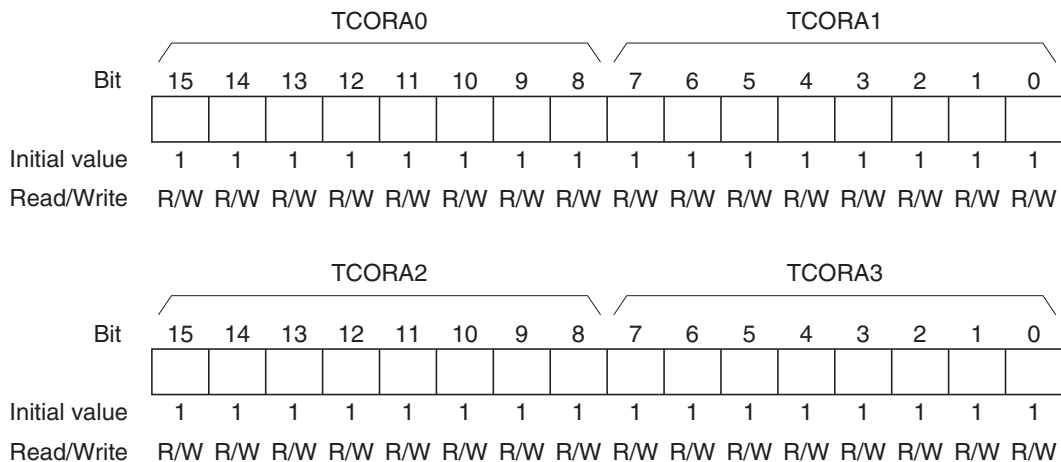 TCORA0 TCORA1
Bit 15 14 13 12 11 10 9 8 7 6 5 4 3 2 1 0
Initial value 1 1 1 1 1 1 1 1 1 1 1 1 1 1 1 1
Read/Write R/W R/W R/W R/W R/W R/W R/W R/W R/W R/W R/W R/W R/W R/W R/W R/W
TCORA2 TCORA3
Bit 15 14 13 12 11 10 9 8 7 6 5 4 3 2 1 0
Initial value 1 1 1 1 1 1 1 1 1 1 1 1 1 1 1 1
Read/Write R/W R/W R/W R/W R/W R/W R/W R/W R/W R/W R/W R/W R/W R/W R/W R/W